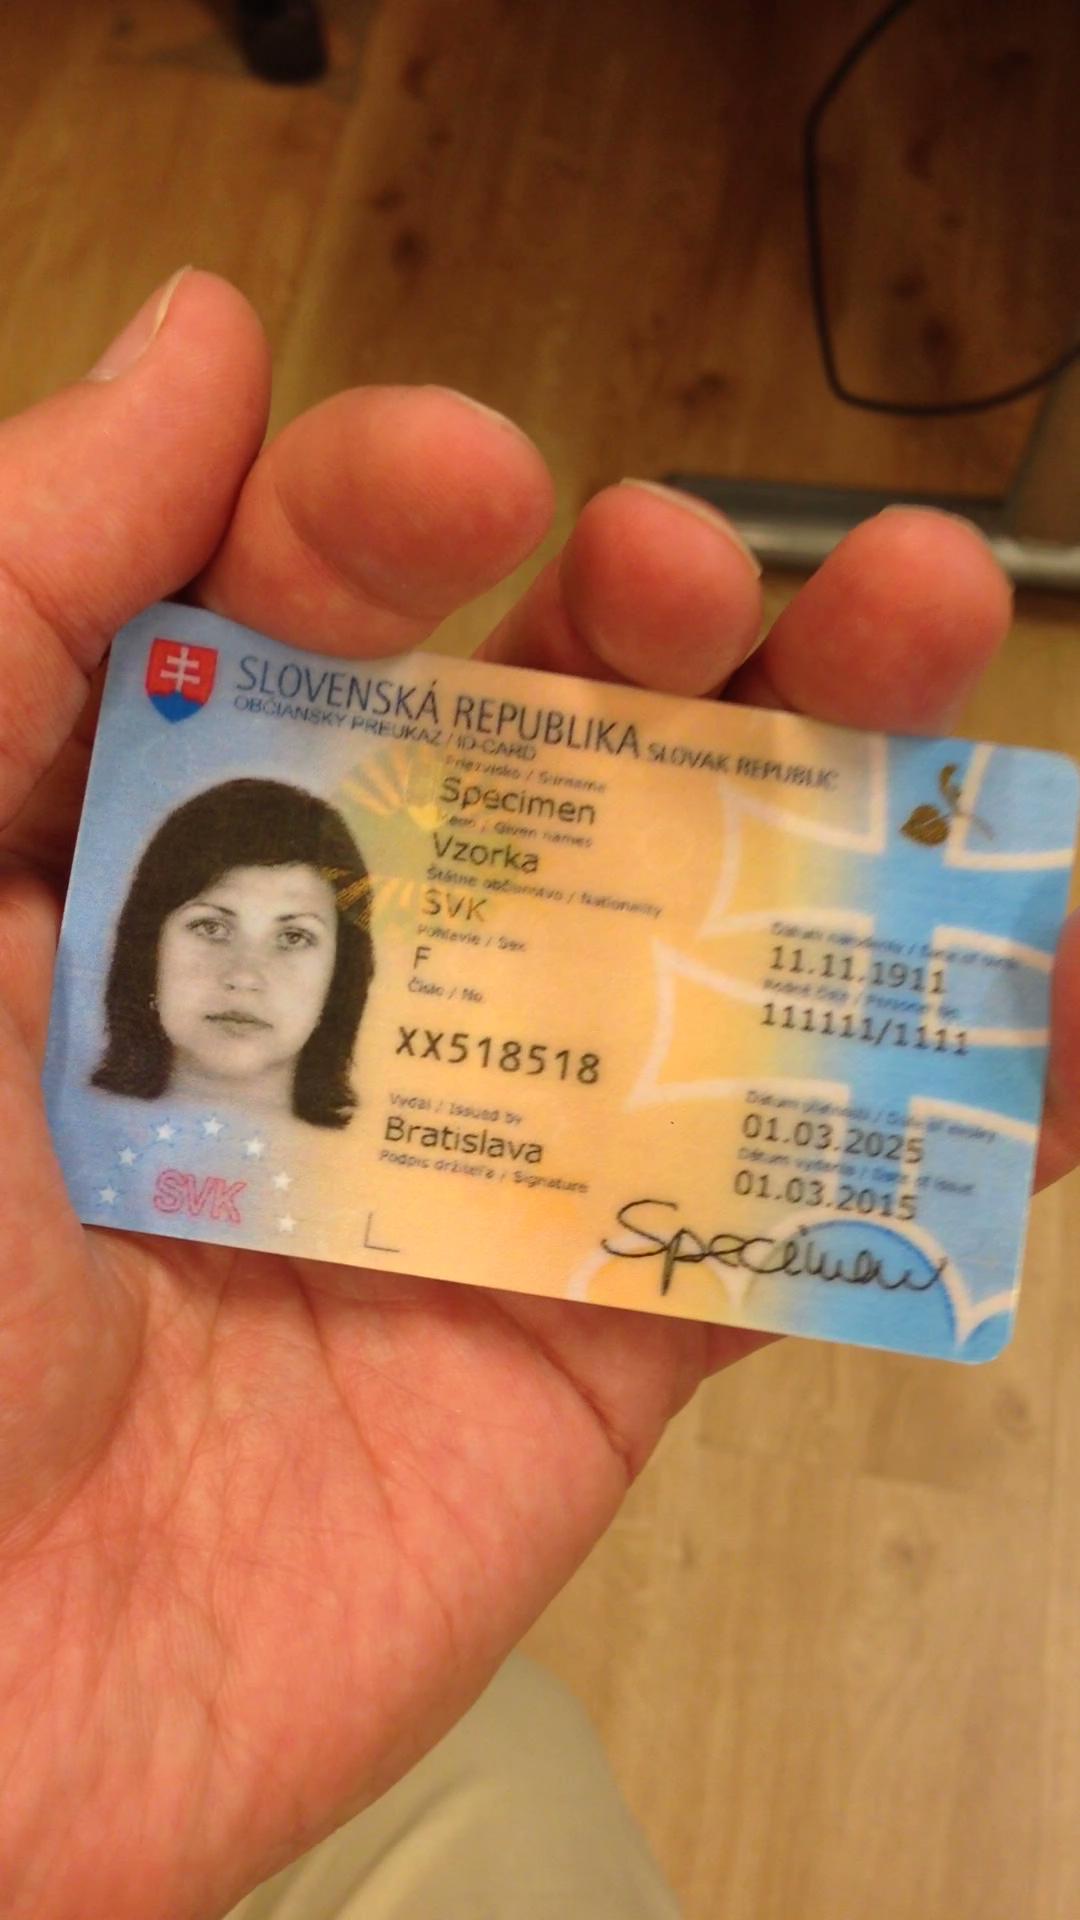 SLOVENSKÁ REPUBLIKA SLOVAK REPUBLIC
OBČIANSKY PREUKAZ / ID-CARD
Priezvisko / Surname
Specimen
Meno / Given names
Vzorka
Štátne občianstvo / Nationality
SVK
Pohlavie / Sex
F
Číslo / No.
XX518518
Vydal / Issued by
Bratislava
Podpis držiteľa / Signature
Dátum narodenia / Date of birth
11.11.1911
Rodné číslo / Personal No.
111111/1111
Dátum platnosti / Date of expiry
01.03.2025
Dátum vydania / Date of issue
01.03.2015
Specimen
SVK